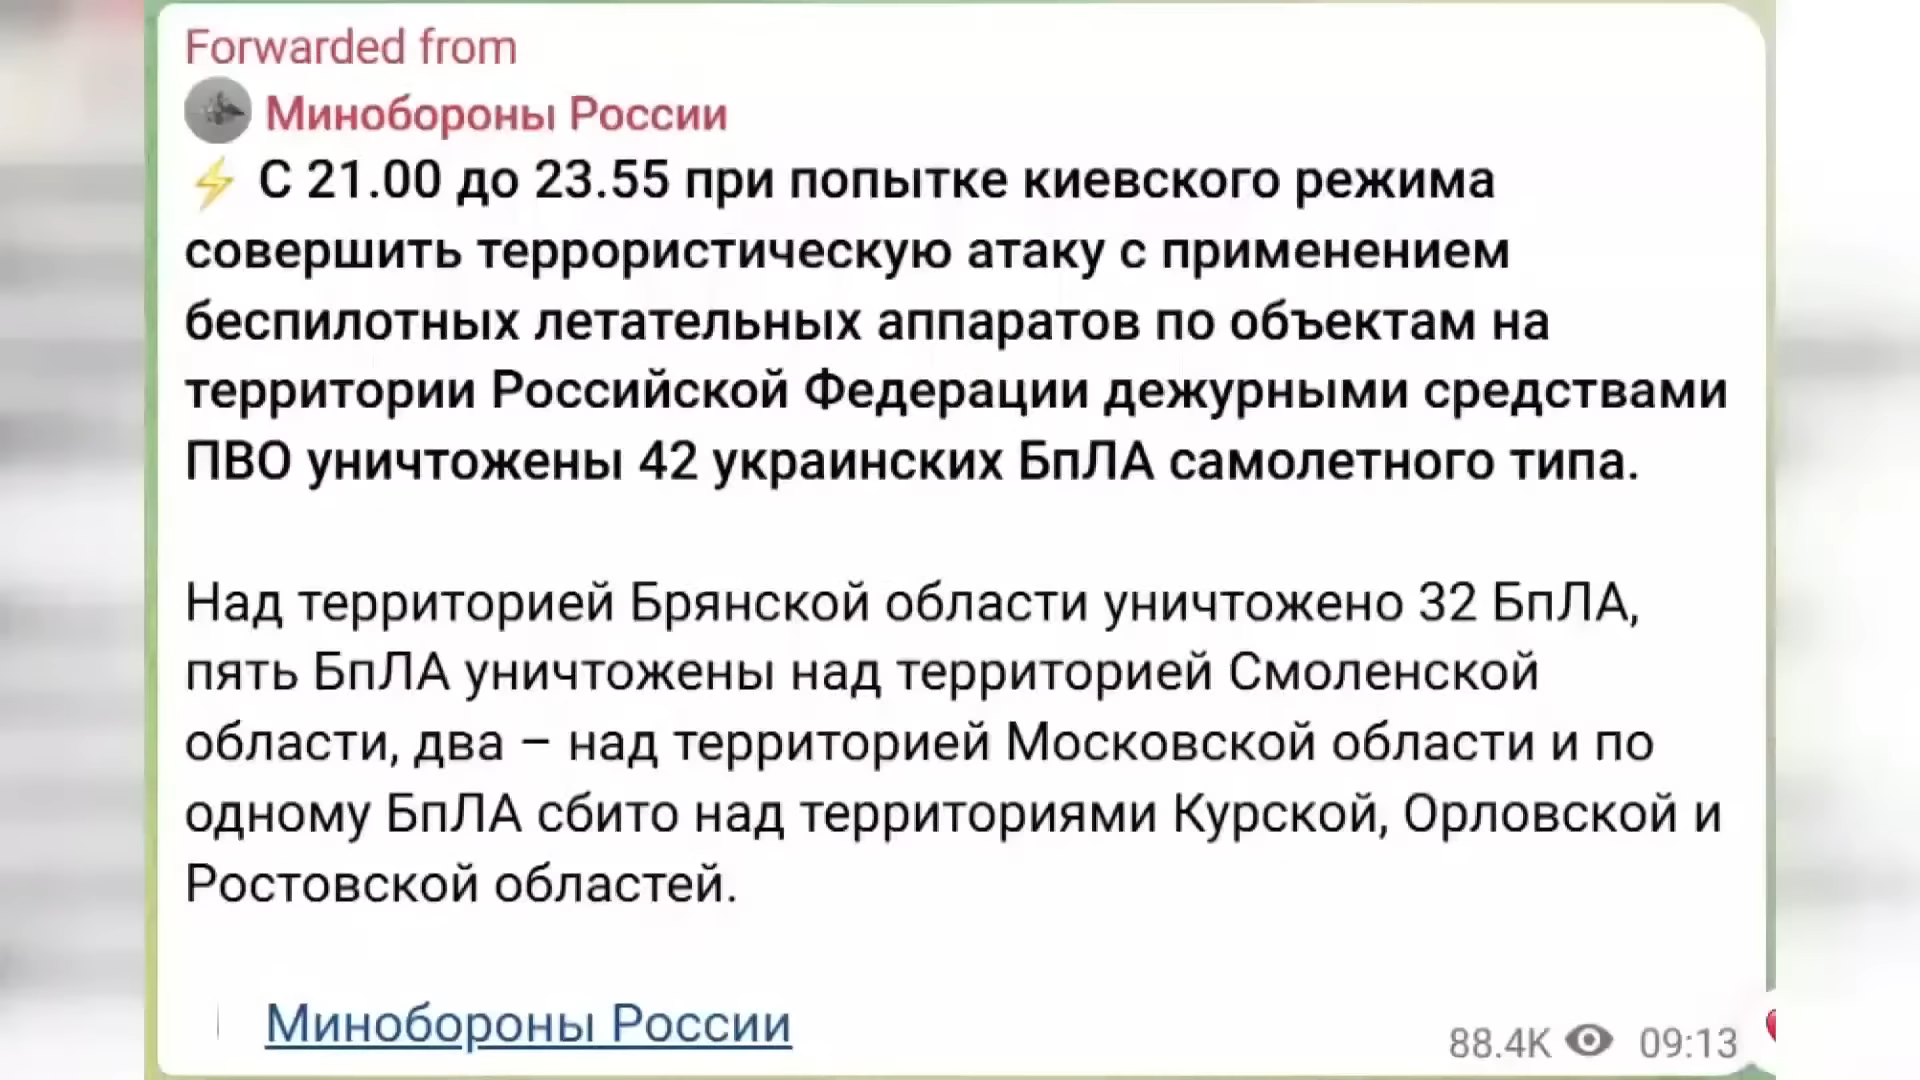 Forwarded from
Минобороны России
⚡ С 21.00 до 23.55 при попытке киевского режима
совершить террористическую атаку с применением
беспилотных летательных аппаратов по объектам на
территории Российской Федерации дежурными средствами
ПВО уничтожены 42 украинских БпЛА самолетного типа.
Над территорией Брянской области уничтожено 32 БпЛА,
пять БпЛА уничтожены над территорией Смоленской
области, два – над территорией Московской области и по
одному БпЛА сбито над территориями Курской, Орловской и
Ростовской областей.
Минобороны России
88.4K 09:13